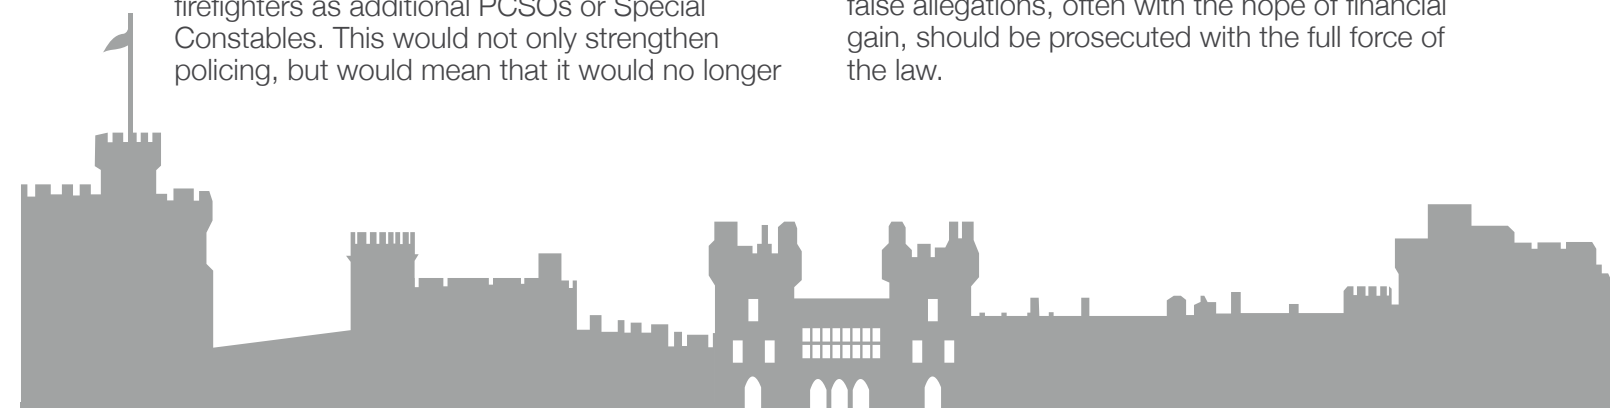 firefighters as additional PCSOs or Special
Constables. This would not only strengthen
policing, but would mean that it would no longer
false allegations, often with the hope of financial
gain, should be prosecuted with the full force of
the law.